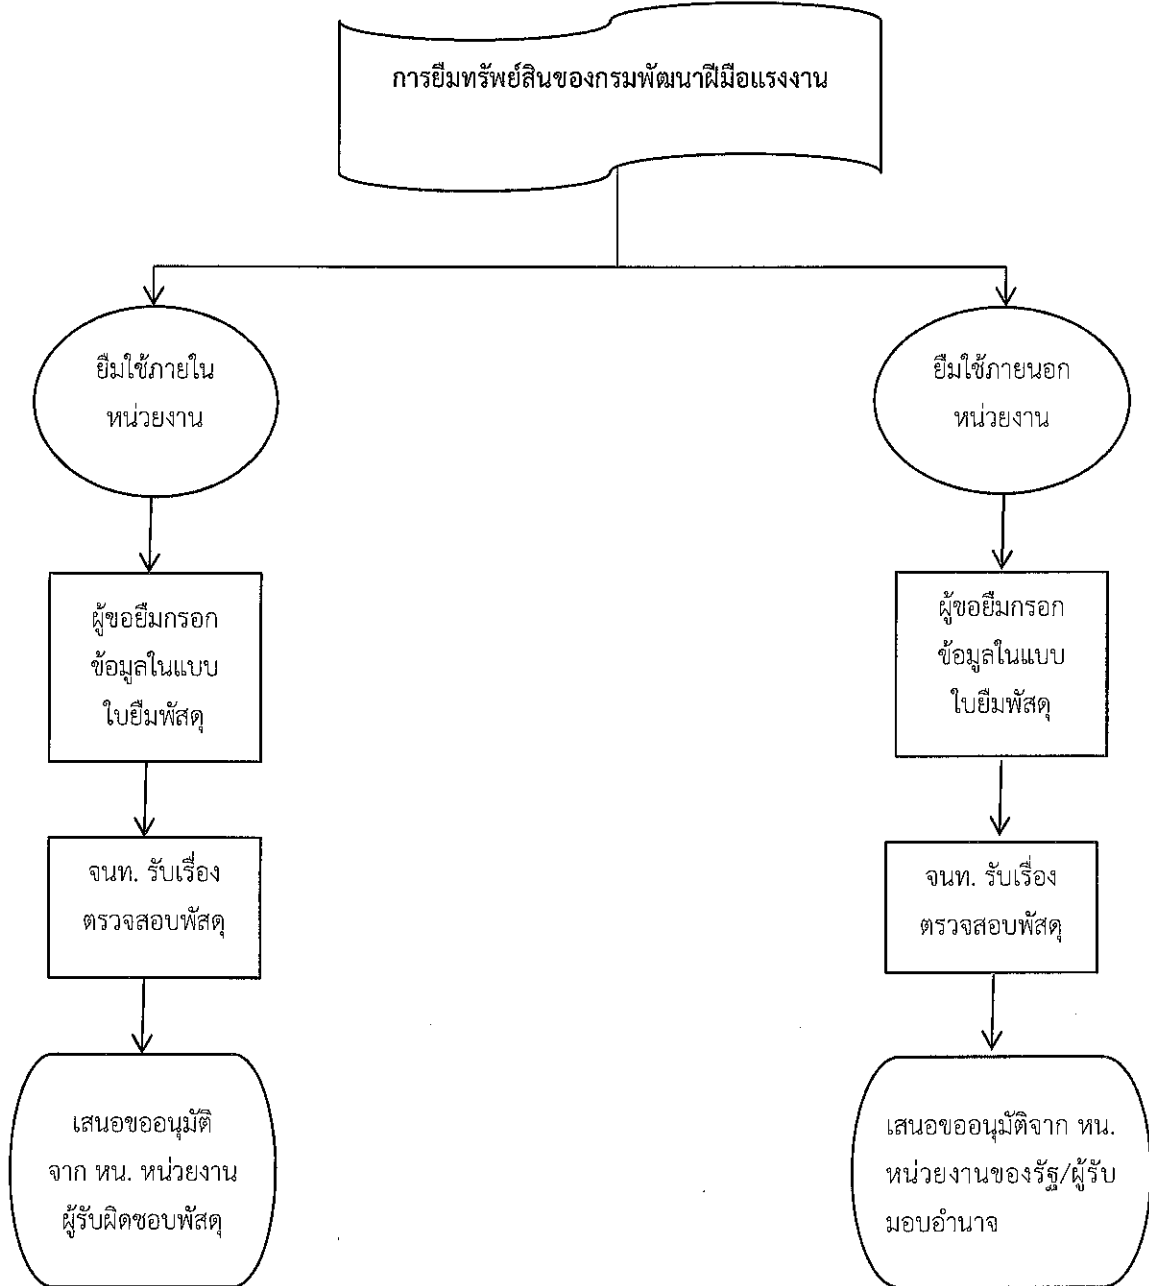 การยืมทรัพย์สินของกรมพัฒนาฝีมือแรงงาน
ยืมใช้ภายใน
หน่วยงาน
ผู้ขอยืมกรอก
ข้อมูลในแบบ
ใบยืมพัสดุ
จนท. รับเรื่อง
ตรวจสอบพัสดุ
เสนอขออนุมัติ
จาก หน. หน่วยงาน
ผู้รับผิดชอบพัสดุ
ยืมใช้ภายนอก
หน่วยงาน
ผู้ขอยืมกรอก
ข้อมูลในแบบ
ใบยืมพัสดุ
จนท. รับเรื่อง
ตรวจสอบพัสดุ
เสนอขออนุมัติจาก หน.
หน่วยงานของรัฐ/ผู้รับ
มอบอำนาจ